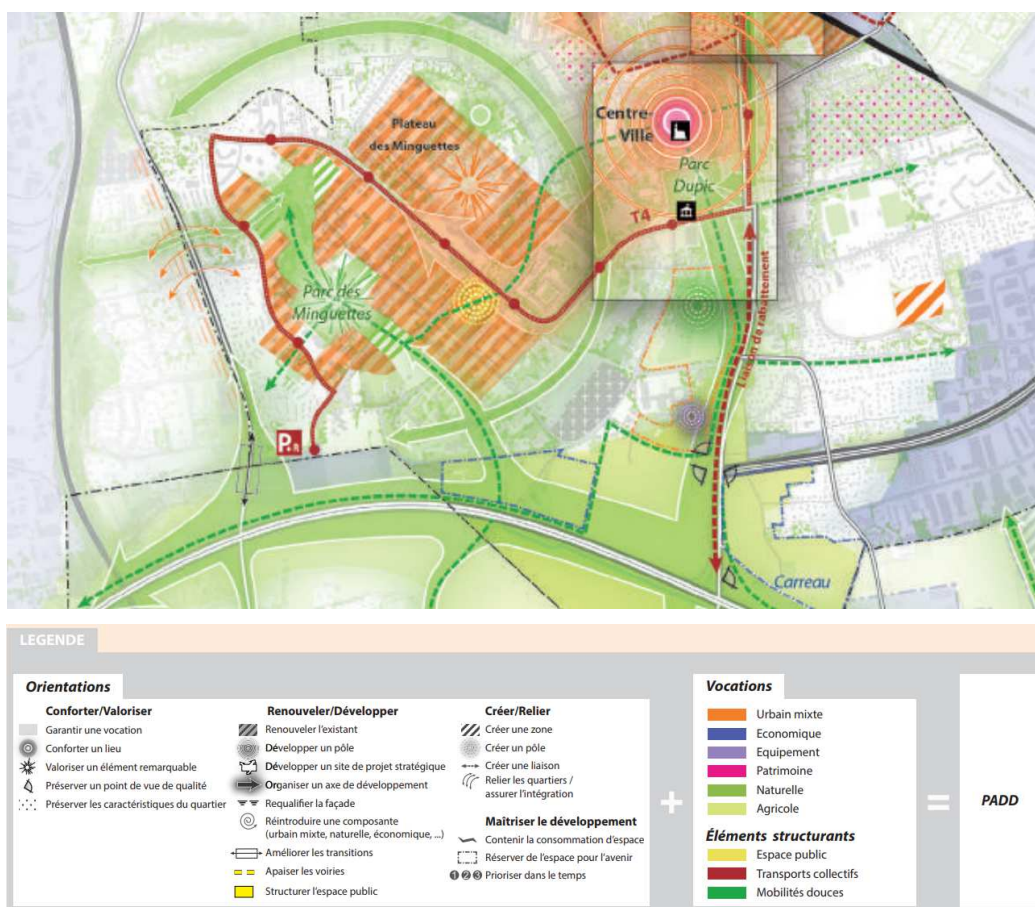 Plateau
des Minguettes
Centre-
Ville
Parc
Dupic
T4
Parc des
Minguettes
Liaison de rabattement
P+R
Carreau
LEGENDE
Orientations
Conforter/Valoriser
Garantir une vocation
Conforter un lieu
Valoriser un élément remarquable
Préserver un point de vue de qualité
Préserver les caractéristiques du quartier
Renouveler/Développer
Renouveler l'existant
Développer un pôle
Développer un site de projet stratégique
Organiser un axe de développement
Requalifier la façade
Réintroduire une composante
(urbain mixte, naturelle, économique, ...)
Améliorer les transitions
Apaiser les voiries
Structurer l'espace public
Créer/Relier
Créer une zone
Créer un pôle
Créer une liaison
Relier les quartiers /
assurer l'intégration
Maîtriser le développement
Contenir la consommation d'espace
Réserver de l'espace pour l'avenir
1 2 3 Prioriser dans le temps
+
Vocations
Urbain mixte
Economique
Equipement
Patrimoine
Naturelle
Agricole
Éléments structurants
Espace public
Transports collectifs
Mobilités douces
=
PADD